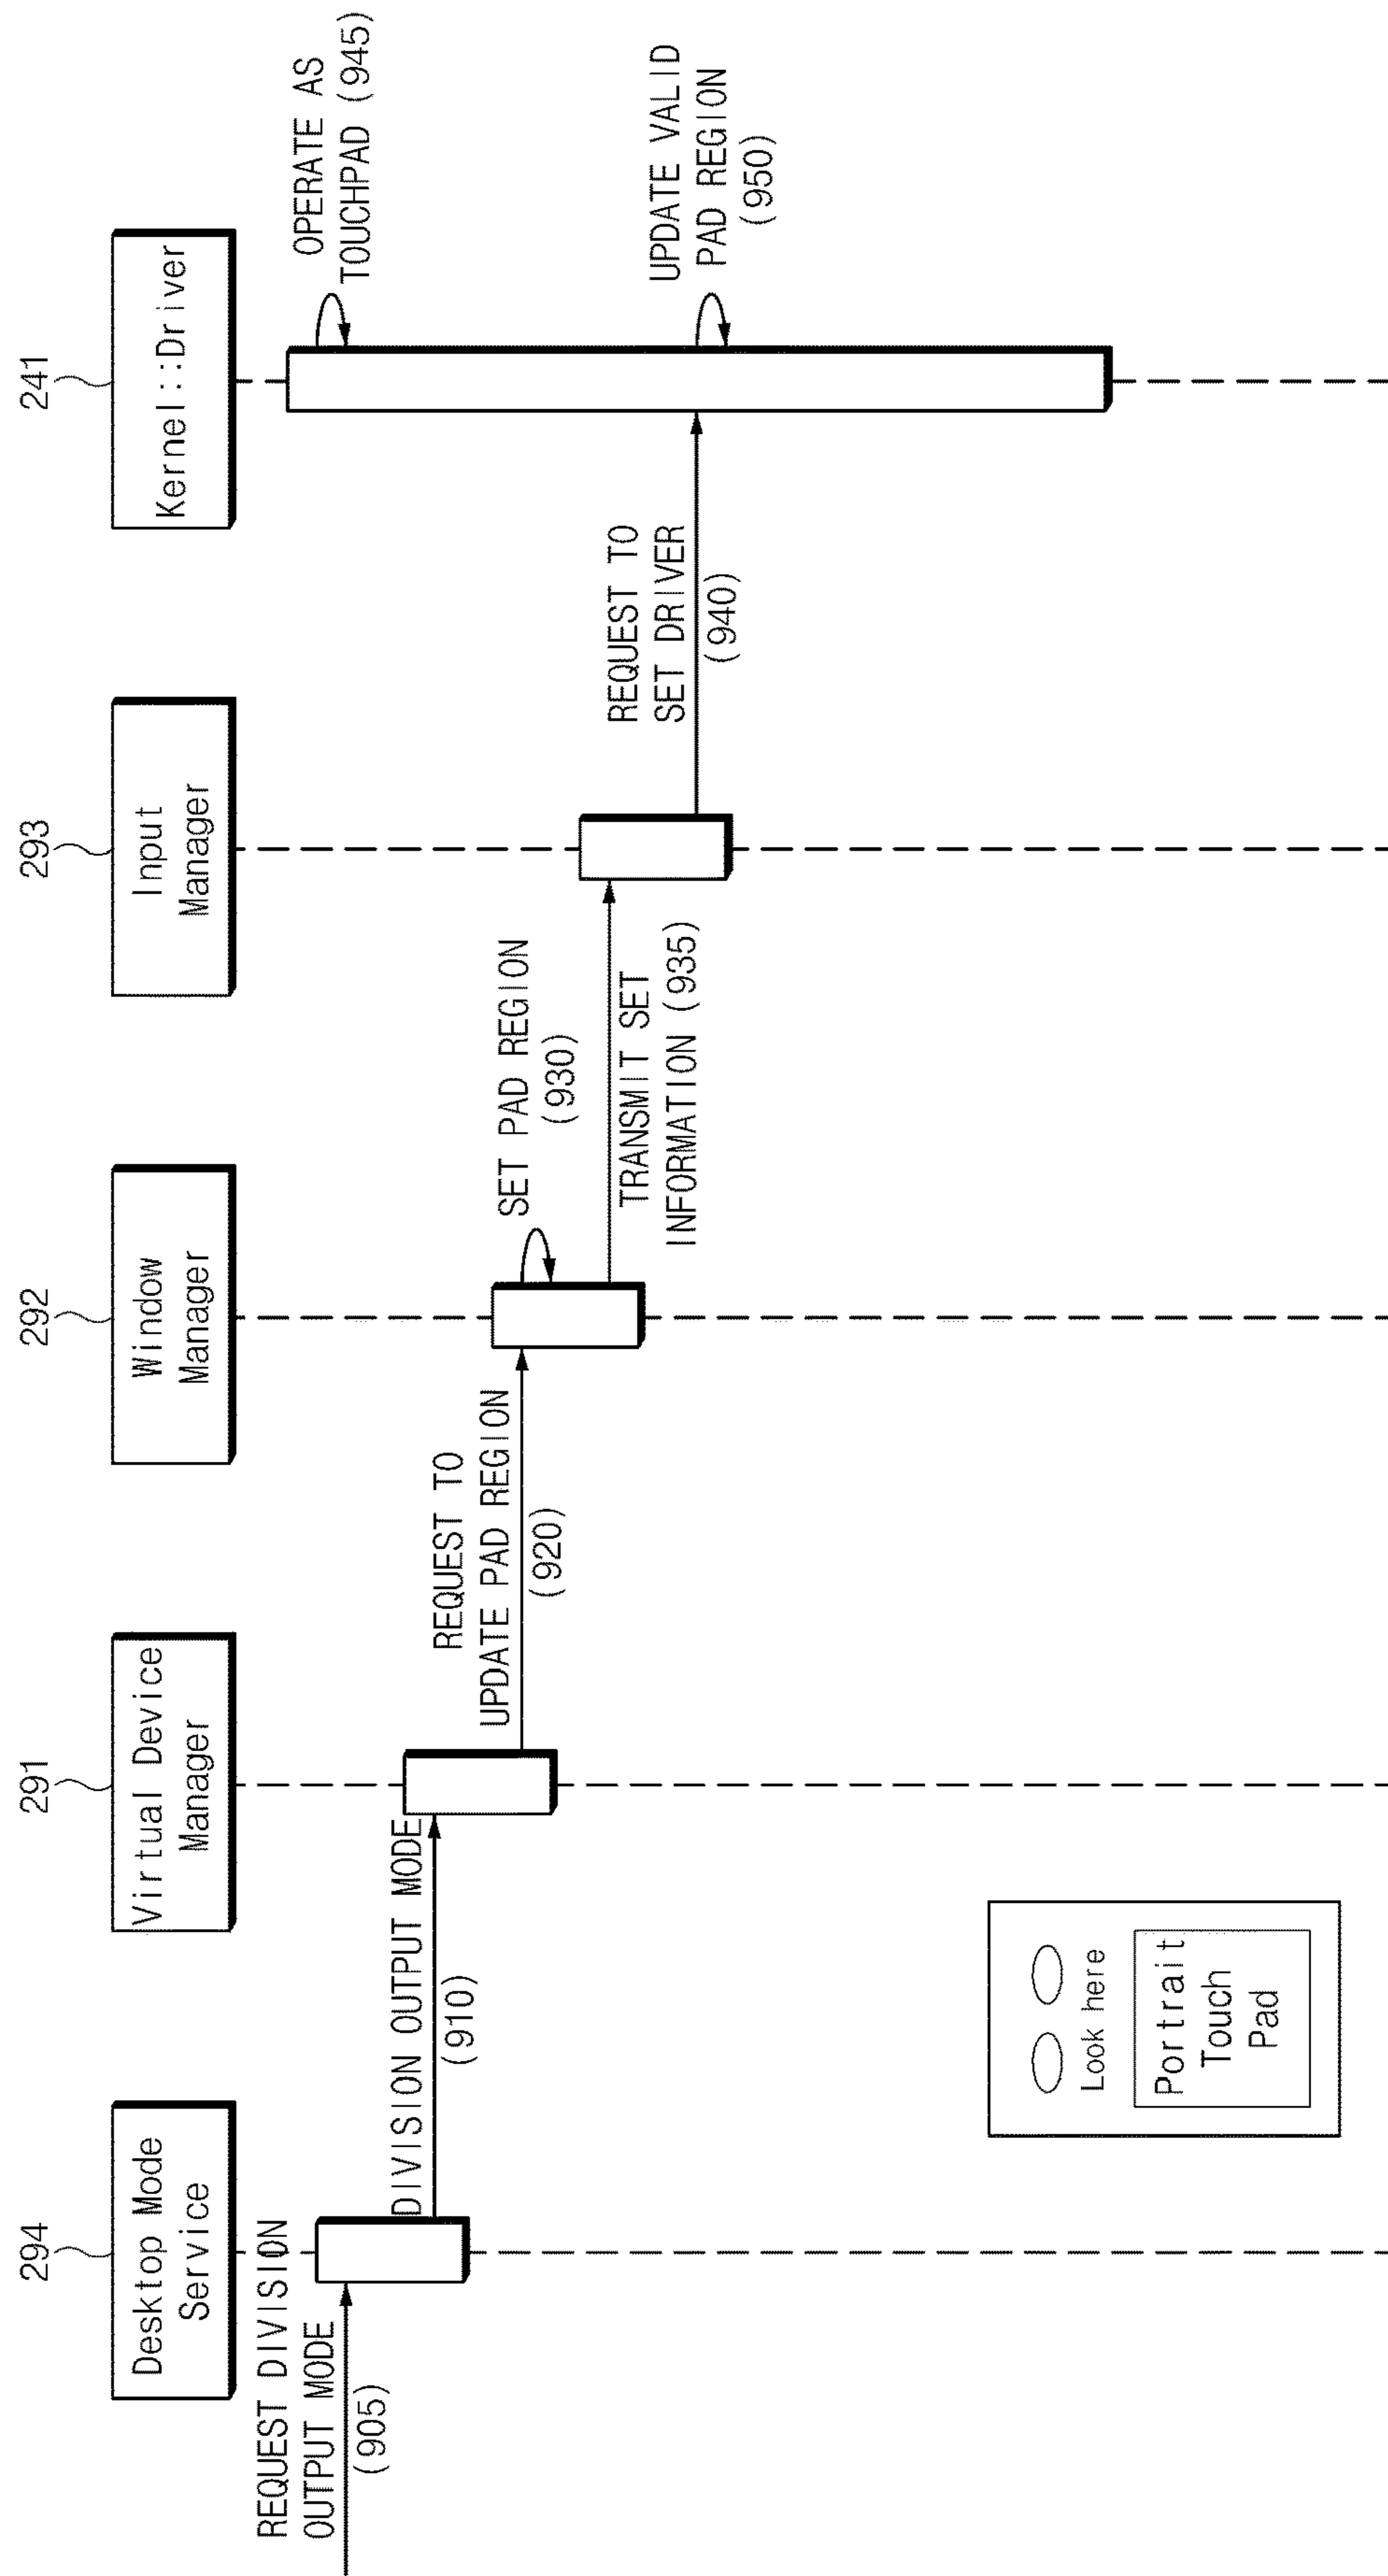 294
291
292
293
241
Desktop Mode
Service
Virtual Device
Manager
Window
Manager
Input
Manager
Kernel::Driver
REQUEST DIVISION
OUTPUT MODE
(905)
DIVISION OUTPUT MODE
(910)
REQUEST TO
UPDATE PAD REGION
(920)
SET PAD REGION
(930)
TRANSMIT SET
INFORMATION (935)
REQUEST TO
SET DRIVER
(940)
OPERATE AS
TOUCHPAD (945)
UPDATE VALID
PAD REGION
(950)
Look here
Portrait
Touch
Pad